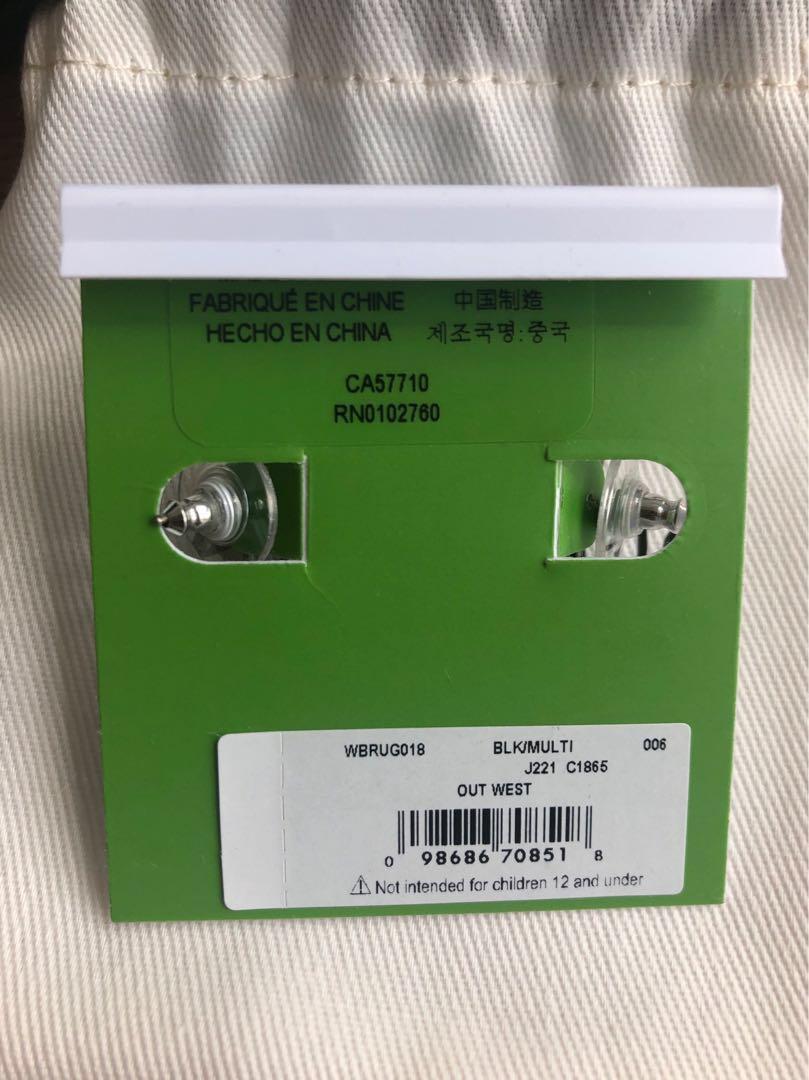 FABRIQUÉ EN CHINE 中国制造
HECHO EN CHINA 제조국명:중국
CA57710
RN0102760
WBRUG018 BLK/MULTI 006
J221 C1865
OUT WEST
0 98686 70851 8
⚠ Not intended for children 12 and under